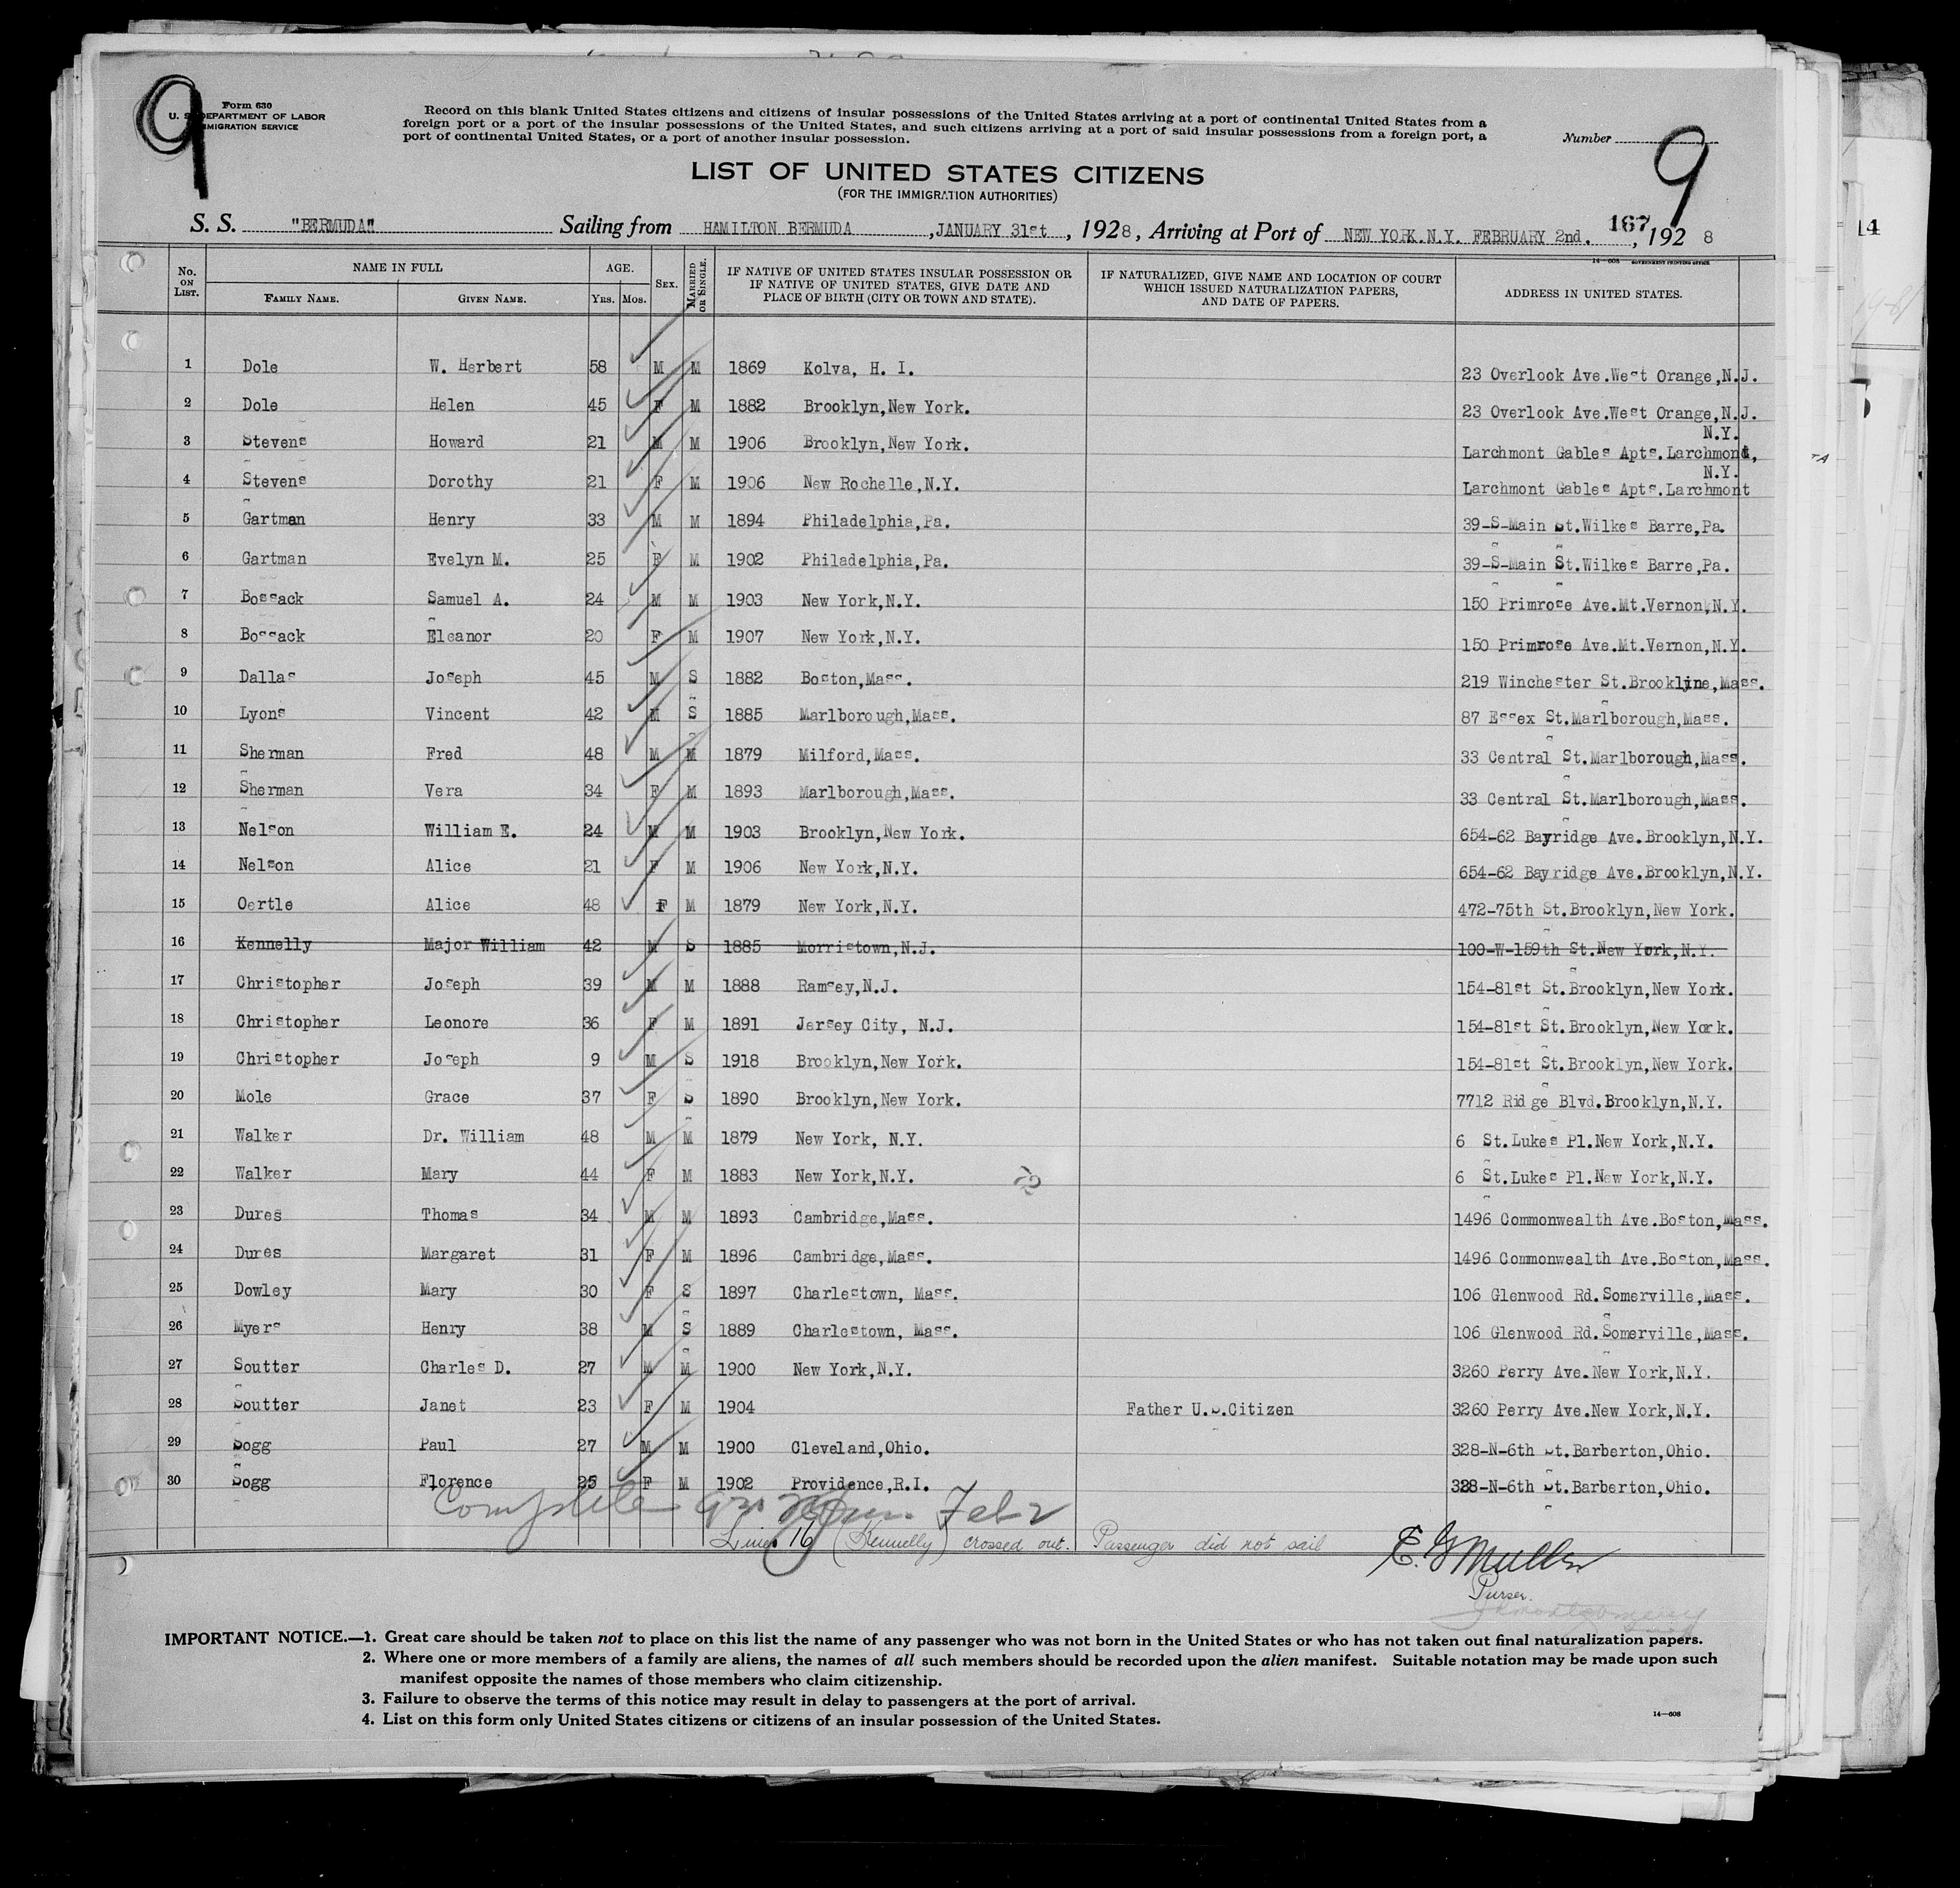 9
Form 630
U. S. DEPARTMENT OF LABOR
IMMIGRATION SERVICE
Record on this blank United States citizens and citizens of insular possessions of the United States arriving at a port of continental United States from a
foreign port or a port of the insular possessions of the United States, and such citizens arriving at a port of said insular possessions from a foreign port, a
port of continental United States, or a port of another insular possession.
Number 9
LIST OF UNITED STATES CITIZENS
(FOR THE IMMIGRATION AUTHORITIES)
S. S. "BERMUDA" Sailing from HAMILTON BERMUDA , JANUARY 31st , 1928, Arriving at Port of NEW YORK.N.Y. FEBRUARY 2nd. 167 , 192 8
14—608 GOVERNMENT PRINTING OFFICE
No. ON LIST. NAME IN FULL FAMILY NAME. GIVEN NAME. AGE. YRS. MOS. SEX. MARRIED OR SINGLE. IF NATIVE OF UNITED STATES INSULAR POSSESSION OR IF NATIVE OF UNITED STATES, GIVE DATE AND PLACE OF BIRTH (CITY OR TOWN AND STATE). IF NATURALIZED, GIVE NAME AND LOCATION OF COURT WHICH ISSUED NATURALIZATION PAPERS, AND DATE OF PAPERS. ADDRESS IN UNITED STATES.
1 Dole W. Herbert 58 M M 1869 Kolva, H. I. 23 Overlook Ave.West Orange,N.J.
2 Dole Helen 45 F M 1882 Brooklyn,New York. 23 Overlook Ave.West Orange,N.J.
3 Stevens Howard 21 M M 1906 Brooklyn,New York. Larchmont Gables Apts.Larchmond, N.Y.
4 Stevens Dorothy 21 F M 1906 New Rochelle,N.Y. Larchmont Gables Apts.Larchmont N.Y.
5 Gartman Henry 33 M M 1894 Philadelphia,Pa. 39-S-Main St.Wilkes Barre,Pa.
6 Gartman Evelyn M. 25 F M 1902 Philadelphia,Pa. 39-S-Main St.Wilkes Barre,Pa.
7 Bossack Samuel A. 24 M M 1903 New York,N.Y. 150 Primrose Ave.Mt.Vernon,N.Y.
8 Bossack Eleanor 20 F M 1907 New York,N.Y. 150 Primrose Ave.Mt.Vernon,N.Y.
9 Dallas Joseph 45 M S 1882 Boston,Mass. 219 Winchester St.Brookline,Mass.
10 Lyons Vincent 42 M S 1885 Marlborough,Mass. 87 Essex St.Marlborough,Mass.
11 Sherman Fred 48 M M 1879 Milford,Mass. 33 Central St.Marlborough,Mass.
12 Sherman Vera 34 F M 1893 Marlborough,Mass. 33 Central St.Marlborough,Mass.
13 Nelson William E. 24 M M 1903 Brooklyn,New York. 654-62 Bayridge Ave.Brooklyn,N.Y.
14 Nelson Alice 21 F M 1906 New York,N.Y. 654-62 Bayridge Ave.Brooklyn,N.Y.
15 Oertle Alice 48 F M 1879 New York,N.Y. 472-75th St.Brooklyn,New York.
16 Kennelly Major William 42 M S 1885 Morristown,N.J. 100-W-159th St.New York,N.Y.
17 Christopher Joseph 39 M M 1888 Ramsey,N.J. 154-81st St.Brooklyn,New York.
18 Christopher Leonore 36 F M 1891 Jersey City, N.J. 154-81st St.Brooklyn,New York.
19 Christopher Joseph 9 M S 1918 Brooklyn,New York. 154-81st St.Brooklyn,New York.
20 Mole Grace 37 F S 1890 Brooklyn,New York. 7712 Ridge Blvd.Brooklyn,N.Y.
21 Walker Dr. William 48 M M 1879 New York, N.Y. 6 St.Lukes Pl.New York,N.Y.
22 Walker Mary 44 F M 1883 New York,N.Y. 6 St.Lukes Pl.New York,N.Y.
23 Dures Thomas 34 M M 1893 Cambridge,Mass. 1496 Commonwealth Ave.Boston,Mass.
24 Dures Margaret 31 F M 1896 Cambridge,Mass. 1496 Commonwealth Ave.Boston,Mass.
25 Dowley Mary 30 F S 1897 Charlestown, Mass. 106 Glenwood Rd.Somerville,Mass.
26 Myers Henry 38 M S 1889 Charlestown, Mass. 106 Glenwood Rd.Somerville,Mass.
27 Soutter Charles D. 27 M M 1900 New York,N.Y. 3260 Perry Ave.New York,N.Y.
28 Soutter Janet 23 F M 1904 Father U.S.Citizen 3260 Perry Ave.New York,N.Y.
29 Sogg Paul 27 M M 1900 Cleveland,Ohio. 328-N-6th St.Barberton,Ohio.
30 Sogg Florence 25 F M 1902 Providence,R.I. 328-N-6th St.Barberton,Ohio.
Complete Feb 2
Line 16 (Kennelly) crossed out. Passenger did not sail E. G Muller
Purser.
IMPORTANT NOTICE.—1. Great care should be taken not to place on this list the name of any passenger who was not born in the United States or who has not taken out final naturalization papers.
2. Where one or more members of a family are aliens, the names of all such members should be recorded upon the alien manifest. Suitable notation may be made upon such
manifest opposite the names of those members who claim citizenship.
3. Failure to observe the terms of this notice may result in delay to passengers at the port of arrival.
4. List on this form only United States citizens or citizens of an insular possession of the United States.
14—608